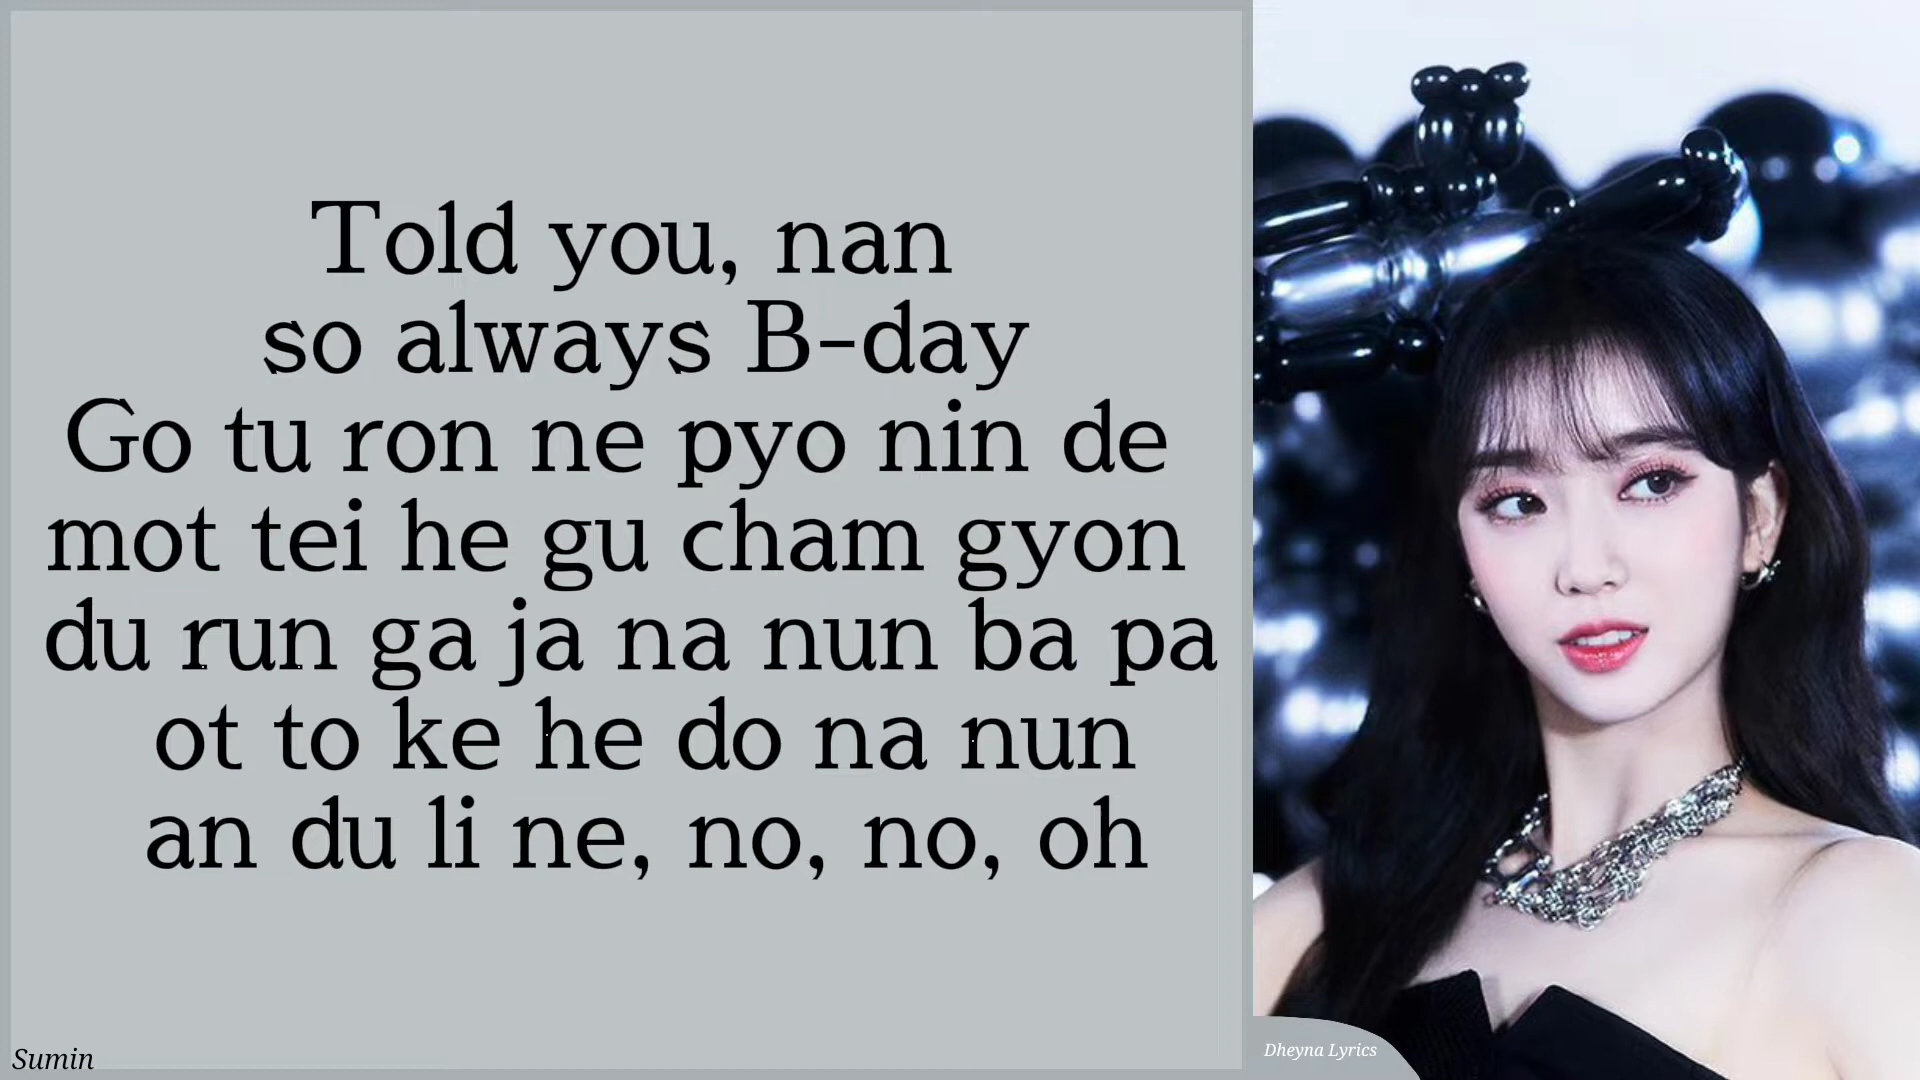 Told you, nan
so always B-day
Go tu ron ne pyo nin de
mot tei he gu cham gyon
du run ga ja na nun ba pa
ot to ke he do na nun
an du li ne, no, no, oh
Sumin
Dheyna Lyrics